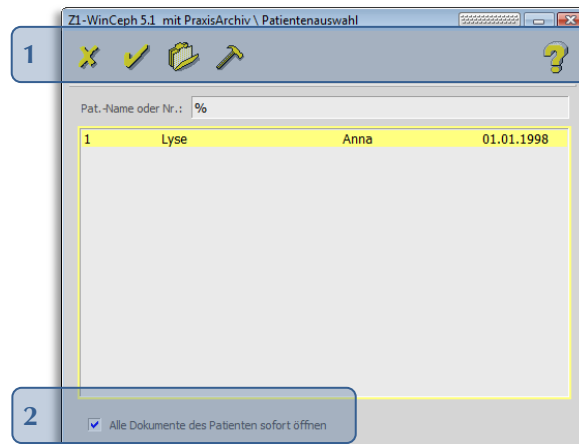 Z1-WinCeph 5.1 mit PraxisArchiv \ Patientenauswahl
1
Pat.-Name oder Nr.: %
1 Lyse Anna 01.01.1998
2
Alle Dokumente des Patienten sofort öffnen